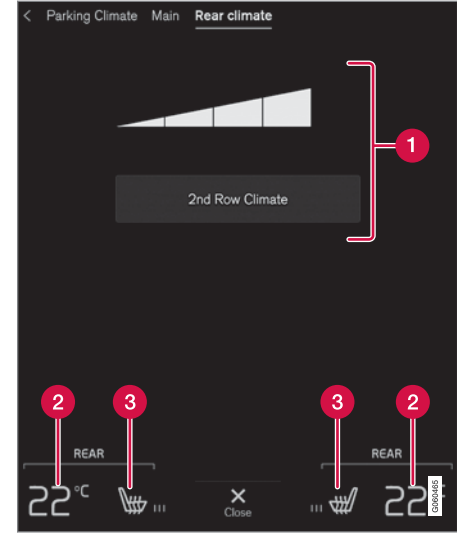 < Parking Climate Main Rear climate
1
2nd Row Climate
2 3 3 2
REAR REAR
22°C 22
Close
G060465